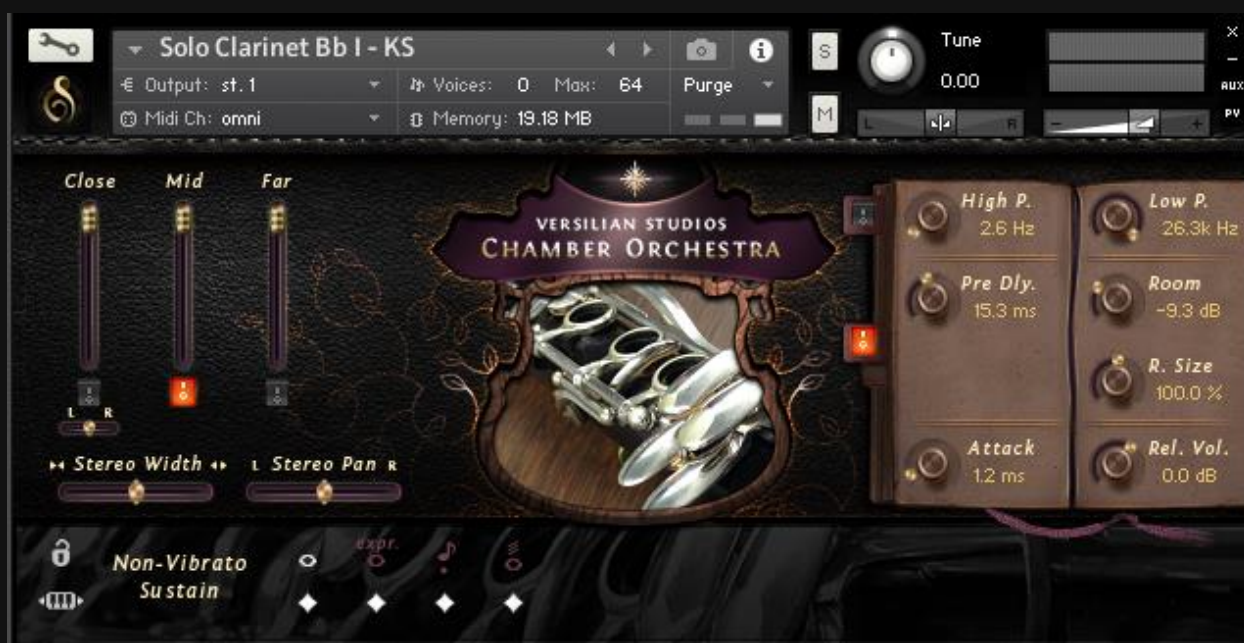 Solo Clarinet Bb I - KS
Output: st. 1
Voices: 0 Max: 64
Purge
Midi Ch: omni
Memory: 19.18 MB
S
M
Tune
0.00
L R
- +
×
-
AUX
PV
Close Mid Far
L R
Stereo Width
L Stereo Pan R
VERSILIAN STUDIOS
CHAMBER ORCHESTRA
High P.
2.6 Hz
Low P.
26.3k Hz
Pre Dly.
15.3 ms
Room
-9.3 dB
R. Size
100.0 %
Attack
1.2 ms
Rel. Vol.
0.0 dB
Non-Vibrato
Sustain
expr.